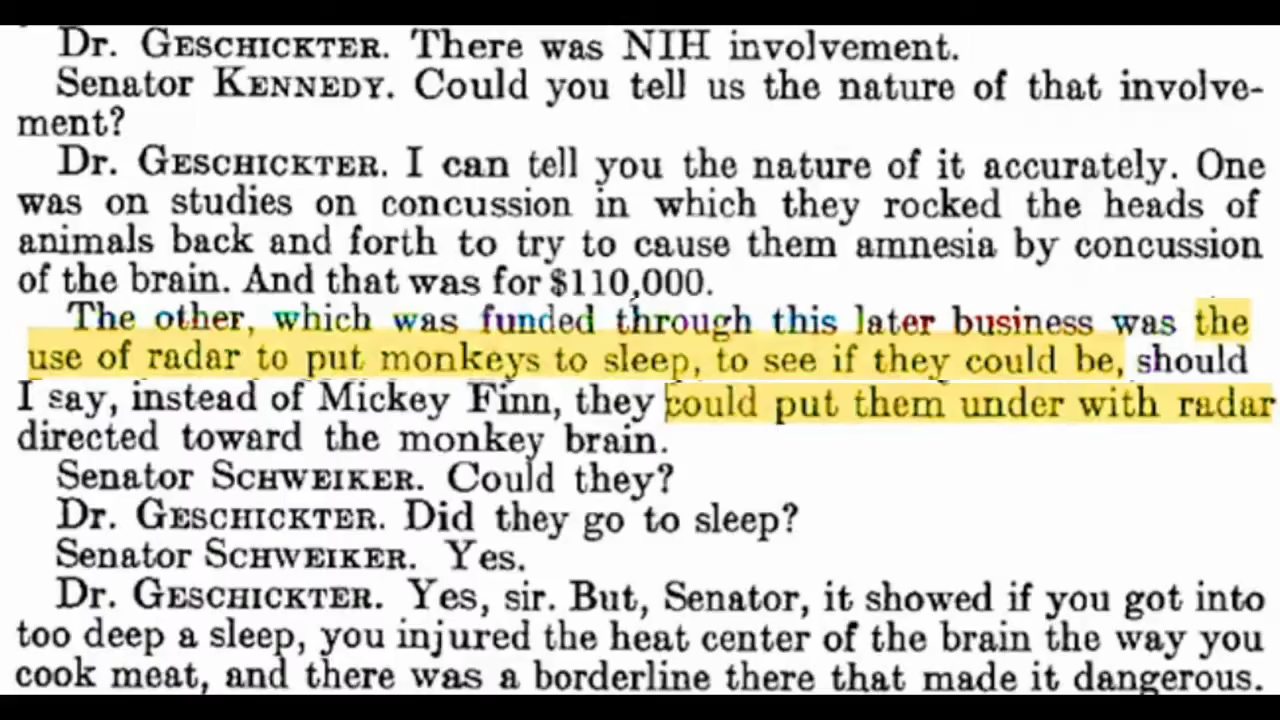 Dr. GESCHICKTER. There was NIH involvement.
Senator KENNEDY. Could you tell us the nature of that involve-
ment?
Dr. GESCHICKTER. I can tell you the nature of it accurately. One
was on studies on concussion in which they rocked the heads of
animals back and forth to try to cause them amnesia by concussion
of the brain. And that was for $110,000.
The other, which was funded through this later business was the
use of radar to put monkeys to sleep, to see if they could be, should
I say, instead of Mickey Finn, they could put them under with radar
directed toward the monkey brain.
Senator SCHWEIKER. Could they?
Dr. GESCHICKTER. Did they go to sleep?
Senator SCHWEIKER. Yes.
Dr. GESCHICKTER. Yes, sir. But, Senator, it showed if you got into
too deep a sleep, you injured the heat center of the brain the way you
cook meat, and there was a borderline there that made it dangerous.